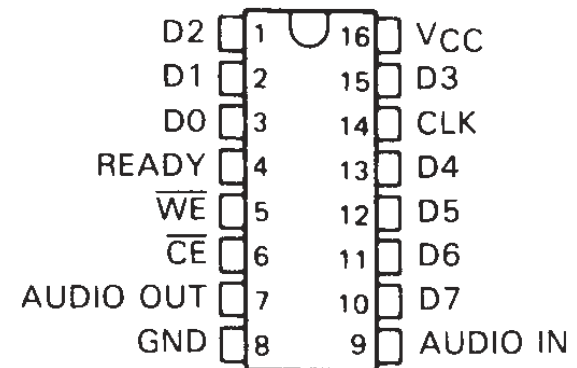 D2 1 16 VCC
D1 2 15 D3
D0 3 14 CLK
READY 4 13 D4
WE 5 12 D5
CE 6 11 D6
AUDIO OUT 7 10 D7
GND 8 9 AUDIO IN